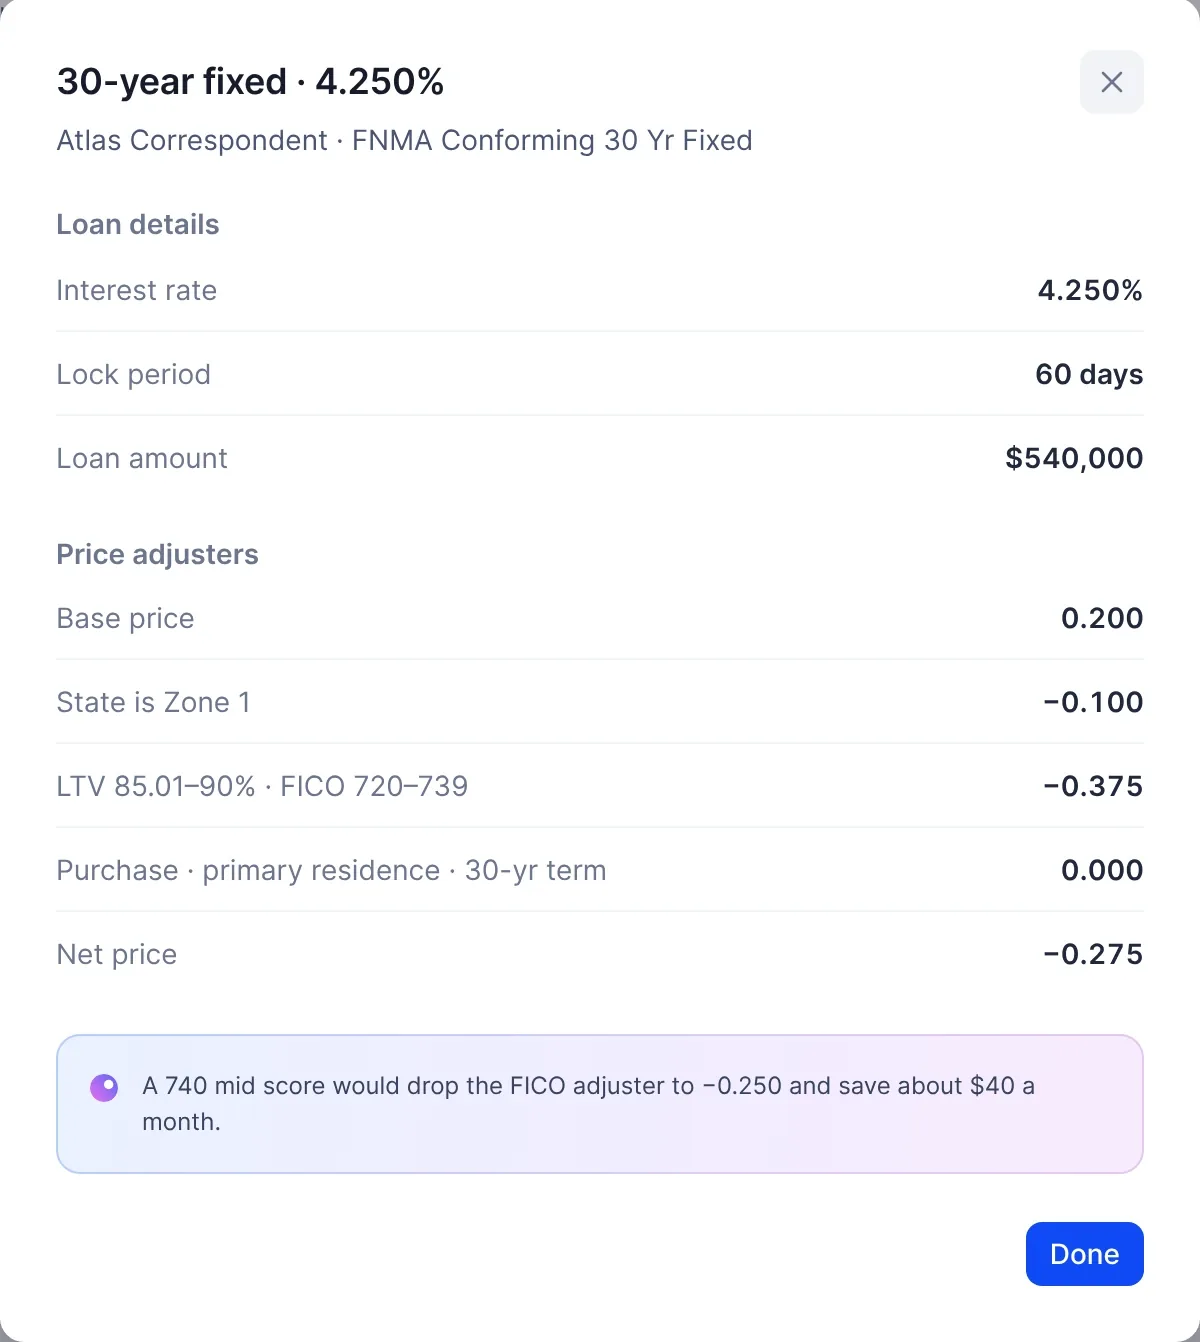 30-year fixed · 4.250%
Atlas Correspondent · FNMA Conforming 30 Yr Fixed
Loan details
Interest rate 4.250%
Lock period 60 days
Loan amount $540,000
Price adjusters
Base price 0.200
State is Zone 1 −0.100
LTV 85.01–90% · FICO 720–739 −0.375
Purchase · primary residence · 30-yr term 0.000
Net price −0.275
A 740 mid score would drop the FICO adjuster to −0.250 and save about $40 a
month.
Done